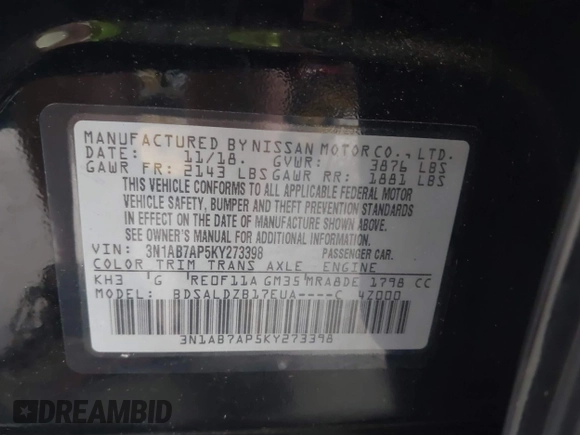 MANUFACTURED BY NISSAN MOTOR CO., LTD.
DATE: 11/18. GVWR: 3876 LBS
GAWR FR: 2143 LBS GAWR RR: 1881 LBS
THIS VEHICLE CONFORMS TO ALL APPLICABLE FEDERAL MOTOR
VEHICLE SAFETY, BUMPER AND THEFT PREVENTION STANDARDS
IN EFFECT ON THE DATE OF MANUFACTURE SHOWN ABOVE.
SEE OWNER'S MANUAL FOR ADDITIONAL INFORMATION.
VIN: 3N1AB7AP5KY273398 PASSENGER CAR.
COLOR TRIM TRANS AXLE ENGINE
KH3 G RE0F11A GM35 MRA8DE 1798 CC
MODEL: BDSALDZB17EUA----C 4Z000
3N1AB7AP5KY273398
DREAMBID